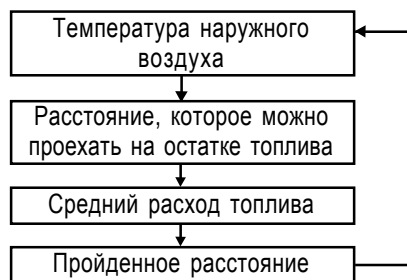 Температура наружного
воздуха
Расстояние, которое можно
проехать на остатке топлива
Средний расход топлива
Пройденное расстояние